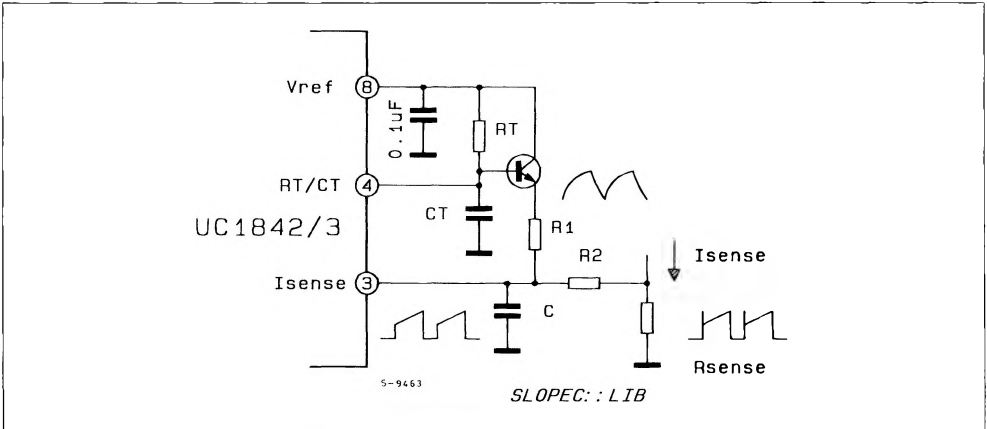 Vref
8
0.1uF
RT
RT/CT
4
CT
UC1842/3
R1
R2
Isense
Isense
3
C
Rsense
S-9463
SLOPEC::LIB